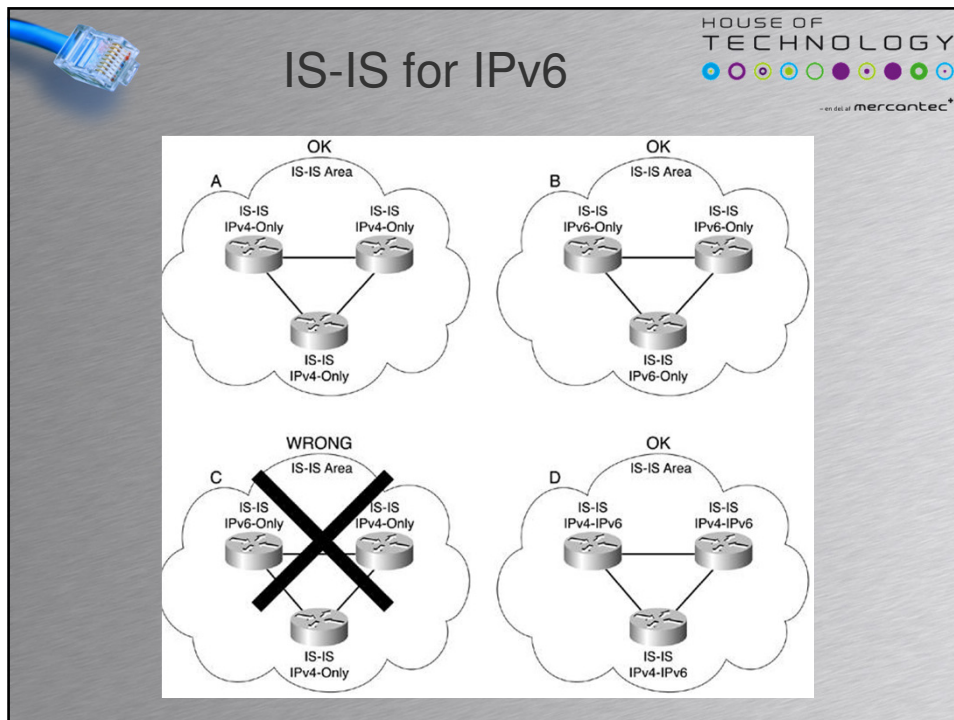 IS-IS for IPv6
HOUSE OF
TECHNOLOGY
– en del af mercantec+
OK
IS-IS Area
A
IS-IS
IPv4-Only
IS-IS
IPv4-Only
IS-IS
IPv4-Only
OK
IS-IS Area
B
IS-IS
IPv6-Only
IS-IS
IPv6-Only
IS-IS
IPv6-Only
WRONG
IS-IS Area
C
IS-IS
IPv6-Only
IS-IS
IPv4-Only
IS-IS
IPv4-Only
OK
IS-IS Area
D
IS-IS
IPv4-IPv6
IS-IS
IPv4-IPv6
IS-IS
IPv4-IPv6